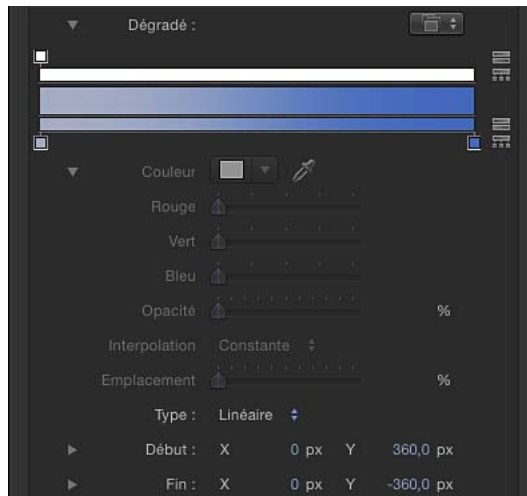 Dégradé :
Couleur
Rouge
Vert
Bleu
Opacité %
Interpolation Constante
Emplacement %
Type : Linéaire
Début : X 0 px Y 360,0 px
Fin : X 0 px Y -360,0 px